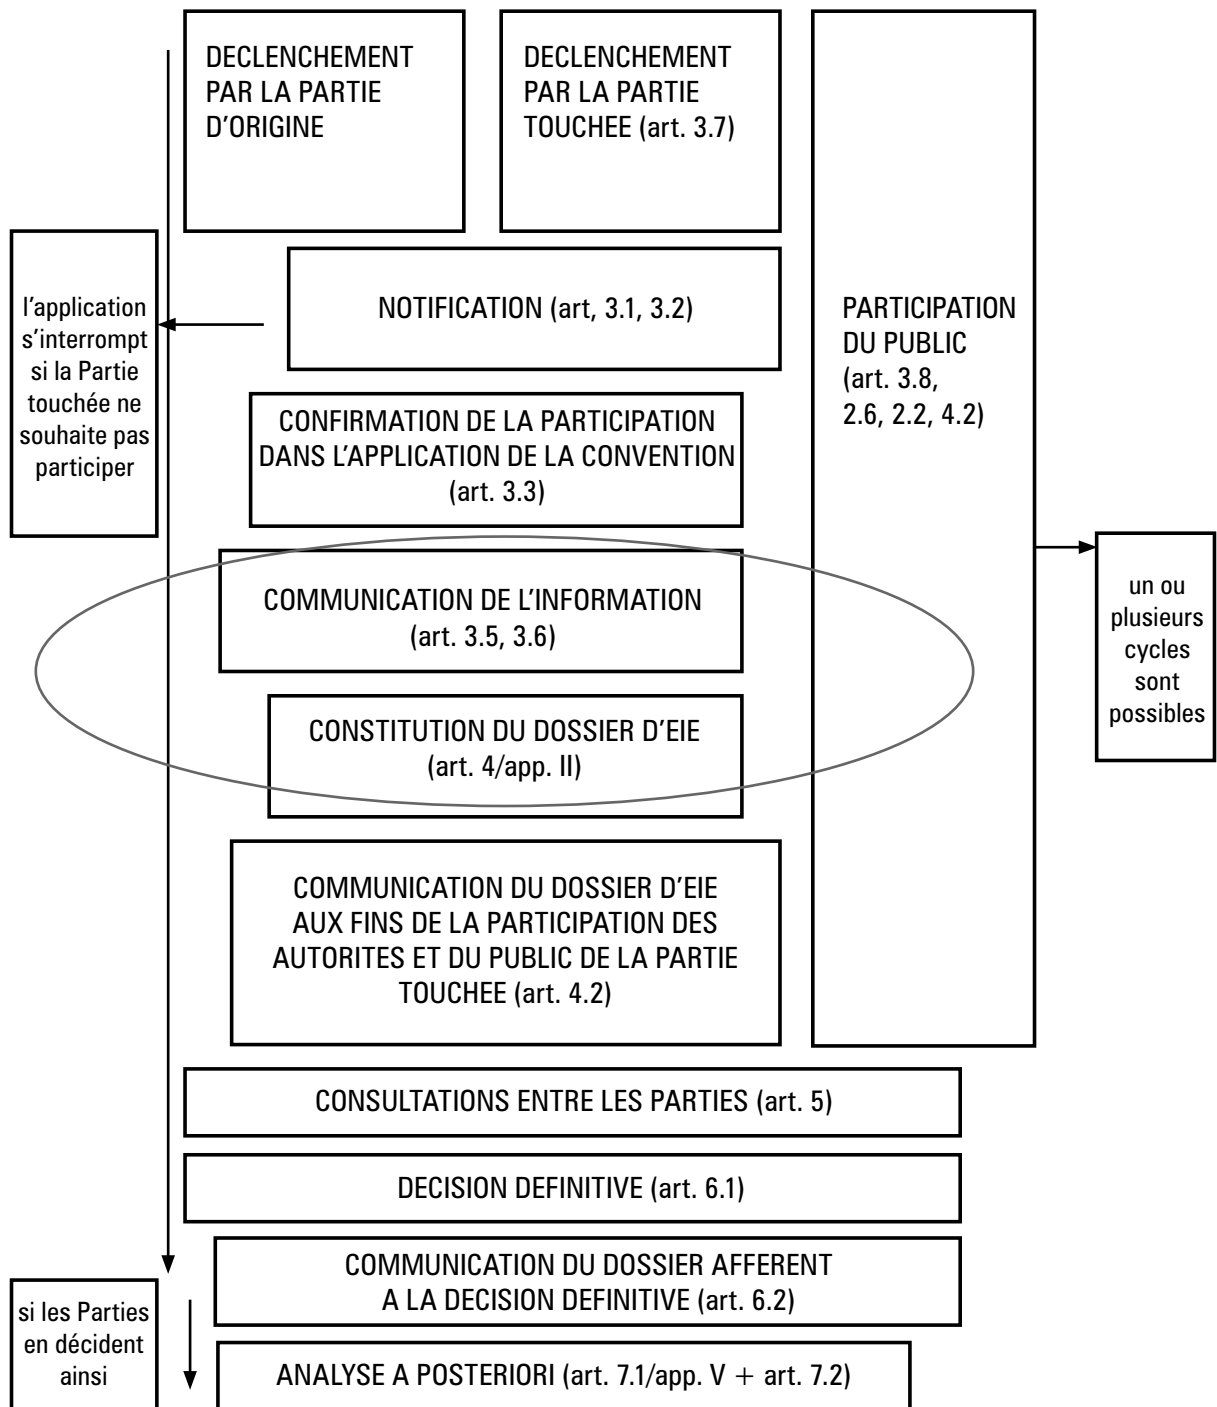 DECLENCHEMENT
PAR LA PARTIE
D'ORIGINE
DECLENCHEMENT
PAR LA PARTIE
TOUCHEE (art. 3.7)
l'application
s'interrompt
si la Partie
touchée ne
souhaite pas
participer
NOTIFICATION (art, 3.1, 3.2)
PARTICIPATION
DU PUBLIC
(art. 3.8,
2.6, 2.2, 4.2)
CONFIRMATION DE LA PARTICIPATION
DANS L'APPLICATION DE LA CONVENTION
(art. 3.3)
COMMUNICATION DE L'INFORMATION
(art. 3.5, 3.6)
un ou
plusieurs
cycles
sont
possibles
CONSTITUTION DU DOSSIER D'EIE
(art. 4/app. II)
COMMUNICATION DU DOSSIER D'EIE
AUX FINS DE LA PARTICIPATION DES
AUTORITES ET DU PUBLIC DE LA PARTIE
TOUCHEE (art. 4.2)
CONSULTATIONS ENTRE LES PARTIES (art. 5)
DECISION DEFINITIVE (art. 6.1)
COMMUNICATION DU DOSSIER AFFERENT
A LA DECISION DEFINITIVE (art. 6.2)
si les Parties
en décident
ainsi
ANALYSE A POSTERIORI (art. 7.1/app. V + art. 7.2)